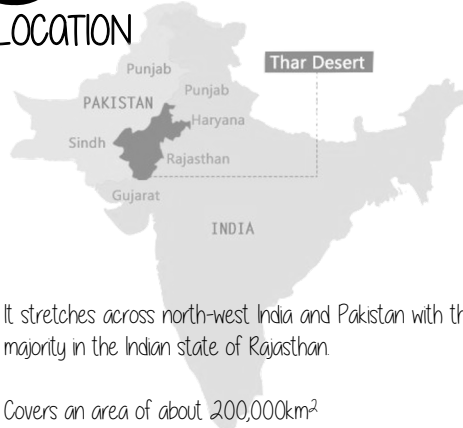 LOCATION
Thar Desert
Punjab
Punjab
PAKISTAN
Haryana
Sindh
Rajasthan
Gujarat
INDIA
It stretches across north-west India and Pakistan with th
majority in the Indian state of Rajasthan.
Covers an area of about 200,000km²